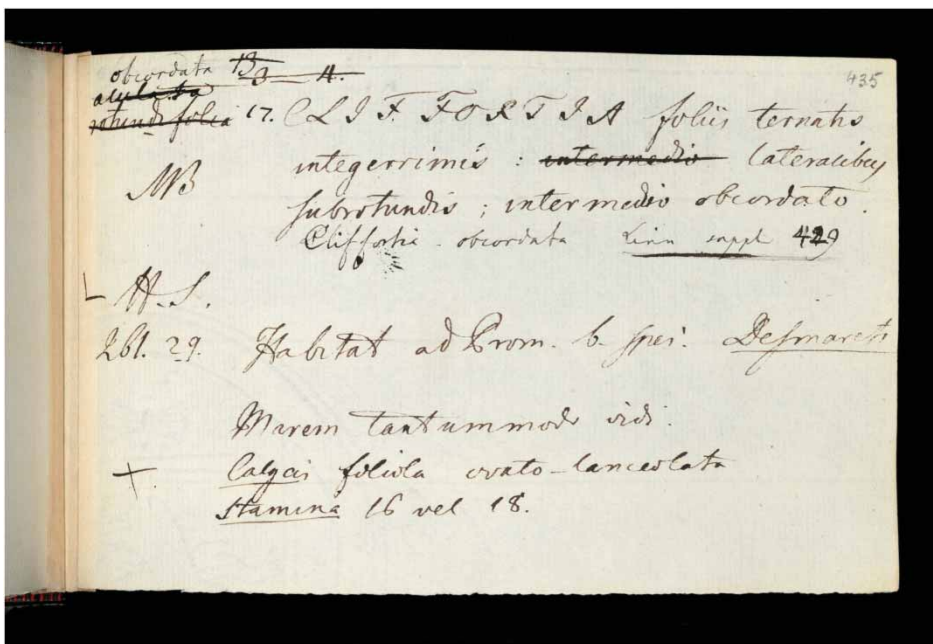 435
obcordata 13 3 4.
rotundifolia 17. CLIFFORTIA foliis ternatis
integerrimis : intermedio lateralibus
subrotundis ; intermedio obcordato.
MB
Cliffortia obcordata Linn suppl 429
H. S.
261. 29. Habitat ad Prom. b. spei. Desmarets
Marem tantummodo vidi.
+. Calycis foliola ovato-lanceolata
Stamina 16 vel 18.